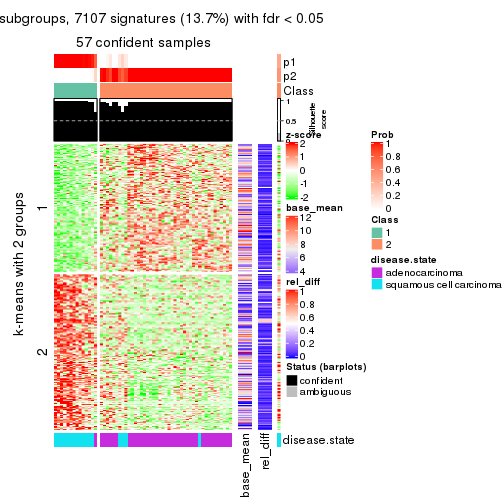 subgroups, 7107 signatures (13.7%) with fdr < 0.05
57 confident samples
p1
p2
Class
1
0.5
0
Silhouette
score
k-means with 2 groups
1
2
z-score
2
1
0
-1
-2
base_mean
12
10
8
6
4
rel_diff
1
0.8
0.6
0.4
0.2
0
Status (barplots)
confident
ambiguous
Prob
1
0.8
0.6
0.4
0.2
0
Class
1
2
disease.state
adenocarcinoma
squamous cell carcinoma
disease.state
base_mean
rel_diff